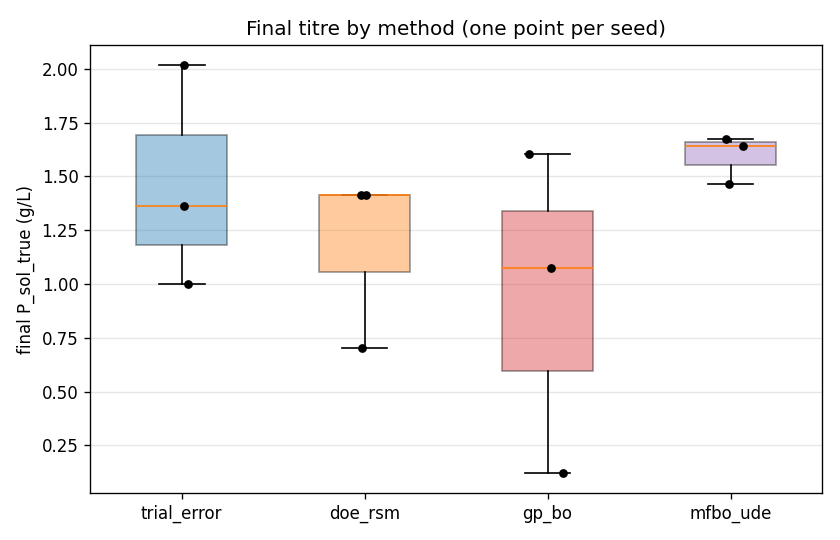 Final titre by method (one point per seed)
final P_sol_true (g/L)
2.00
1.75
1.50
1.25
1.00
0.75
0.50
0.25
trial_error
doe_rsm
gp_bo
mfbo_ude